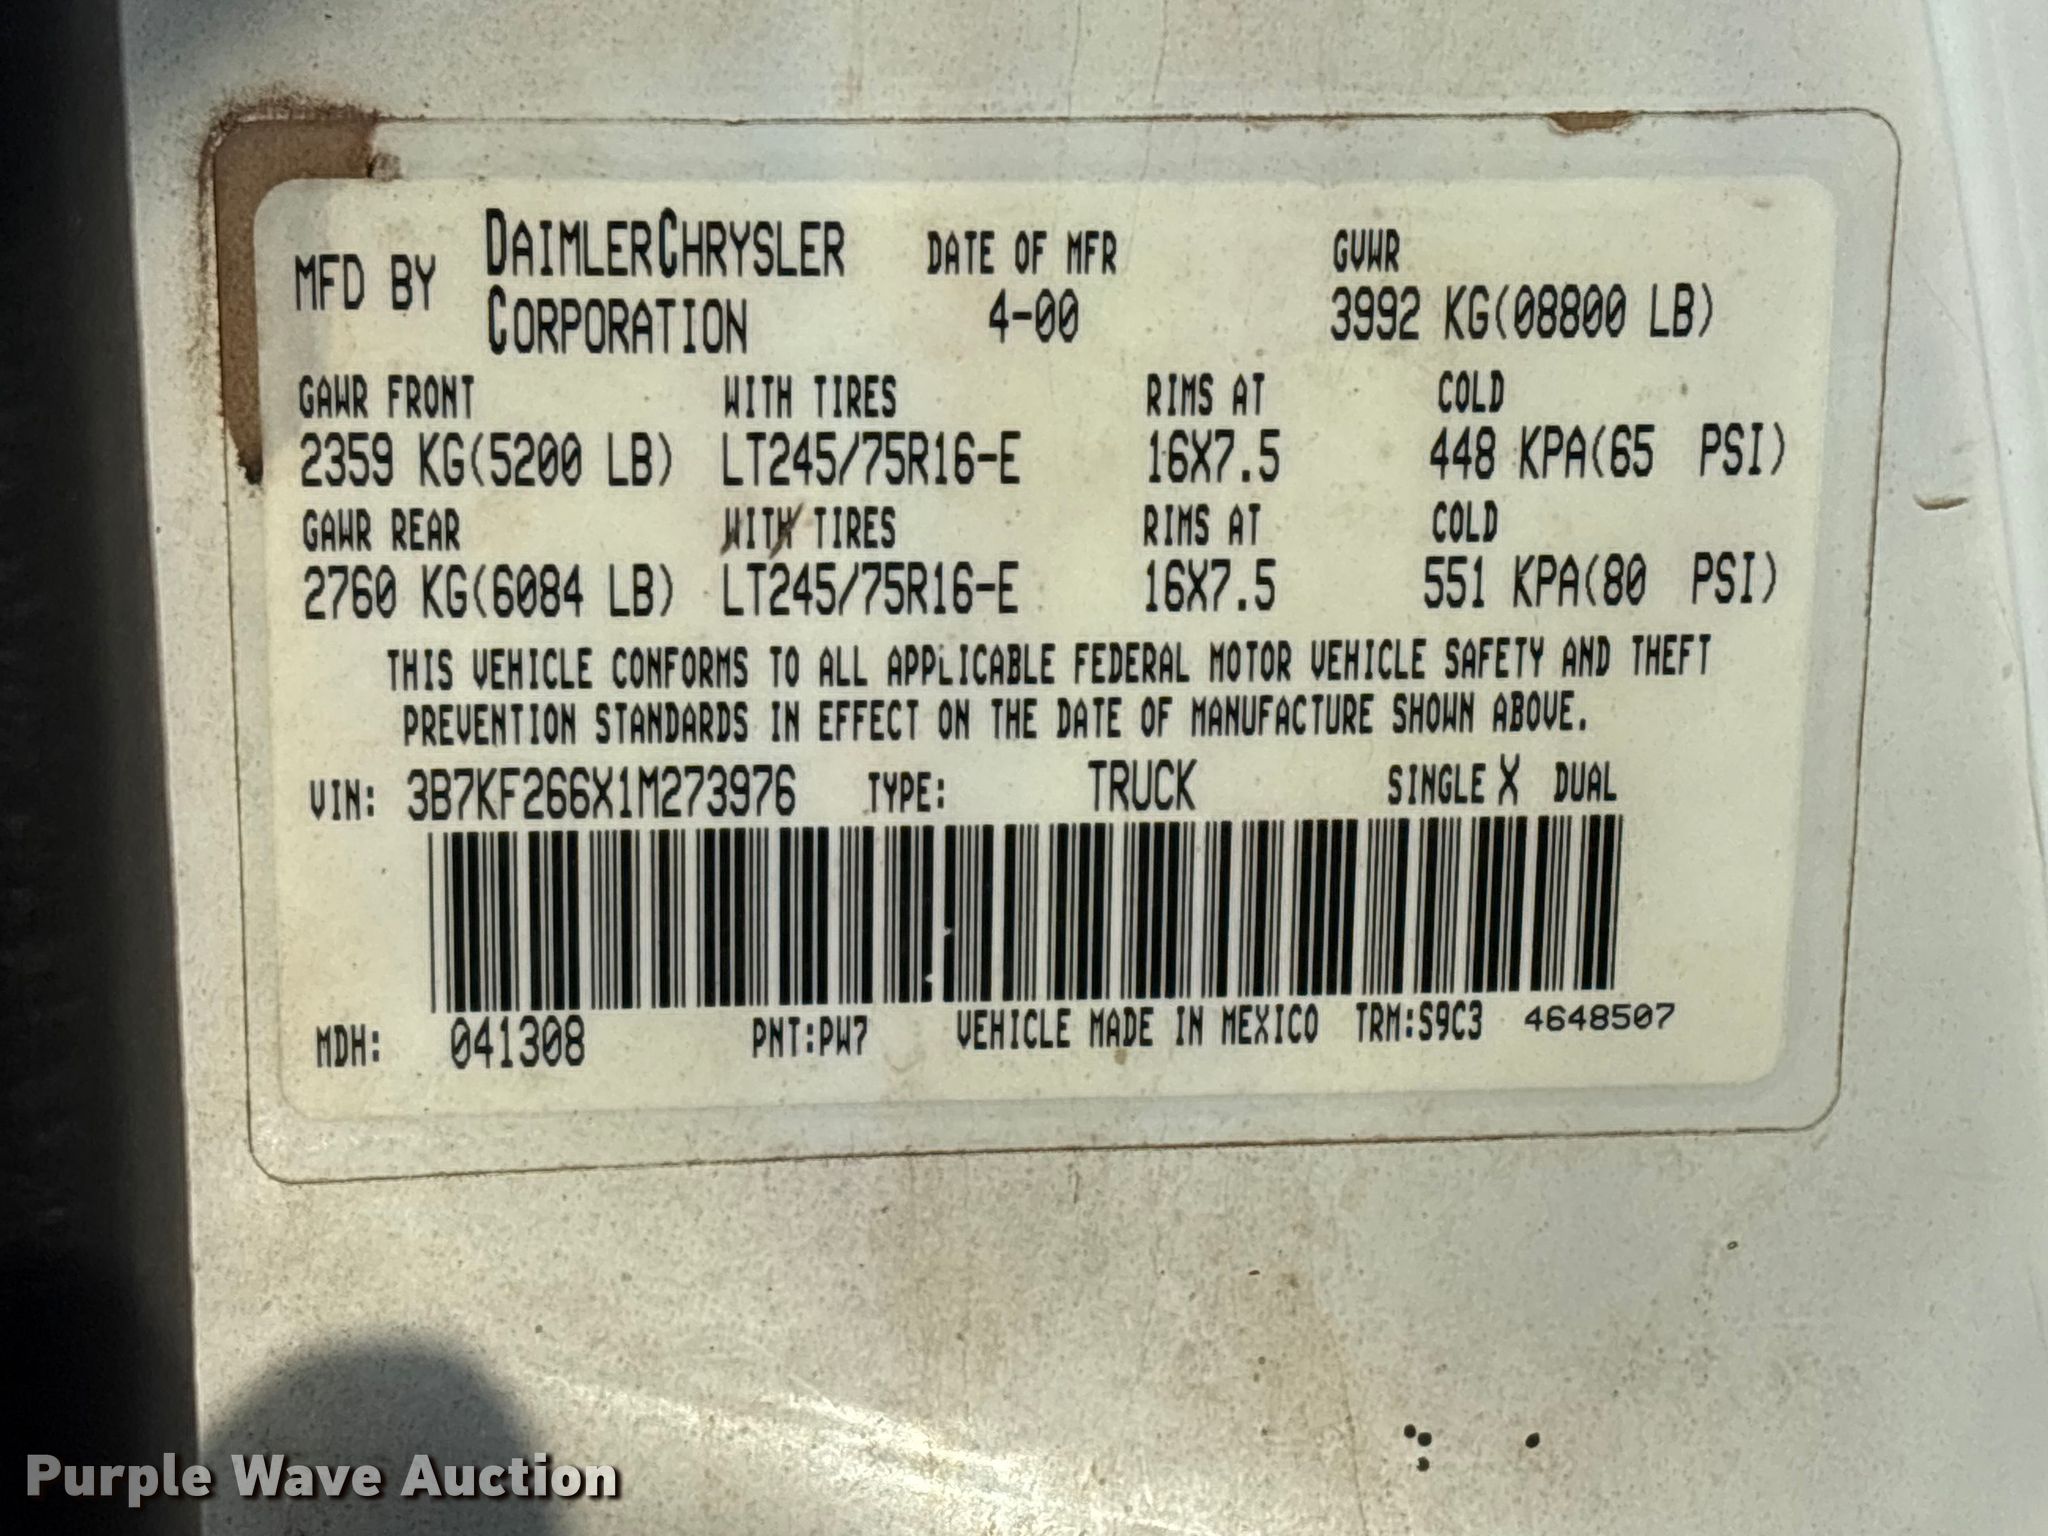 MFD BY DAIMLERCHRYSLER CORPORATION DATE OF MFR 4-00 GVWR 3992 KG(08800 LB)
GAWR FRONT WITH TIRES RIMS AT COLD
2359 KG(5200 LB) LT245/75R16-E 16X7.5 448 KPA(65 PSI)
GAWR REAR WITH TIRES RIMS AT COLD
2760 KG(6084 LB) LT245/75R16-E 16X7.5 551 KPA(80 PSI)
THIS VEHICLE CONFORMS TO ALL APPLICABLE FEDERAL MOTOR VEHICLE SAFETY AND THEFT
PREVENTION STANDARDS IN EFFECT ON THE DATE OF MANUFACTURE SHOWN ABOVE.
VIN: 3B7KF266X1M273976 TYPE: TRUCK SINGLE X DUAL
MDH: 041308 PNT:PW7 VEHICLE MADE IN MEXICO TRM:S9C3 4648507
Purple Wave Auction